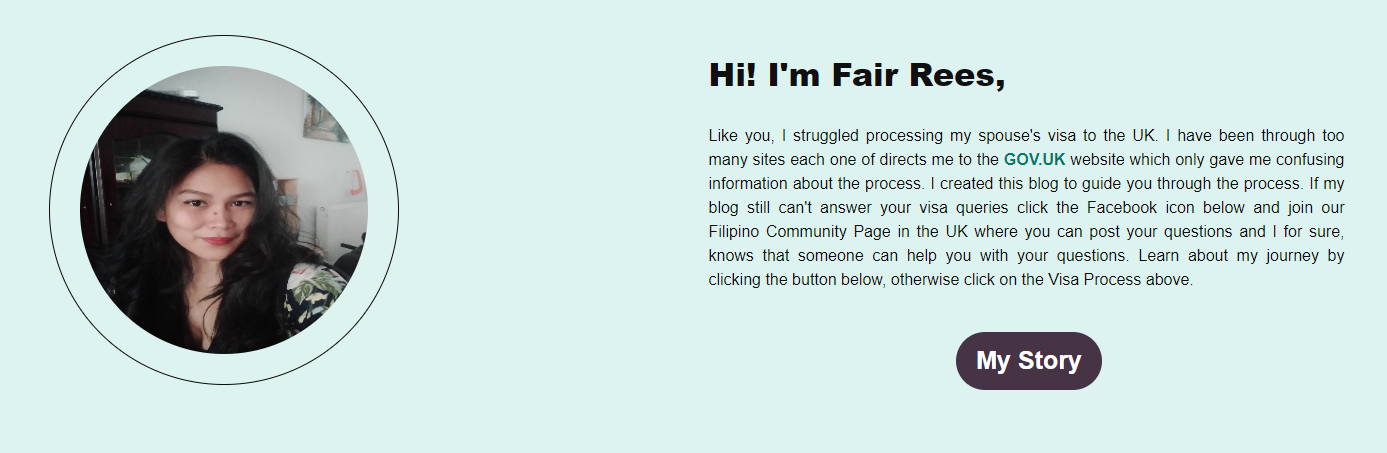 Hi! I'm Fair Rees,
Like you, I struggled processing my spouse's visa to the UK. I have been through too
many sites each one of directs me to the GOV.UK website which only gave me confusing
information about the process. I created this blog to guide you through the process. If my
blog still can't answer your visa queries click the Facebook icon below and join our
Filipino Community Page in the UK where you can post your questions and I for sure,
knows that someone can help you with your questions. Learn about my journey by
clicking the button below, otherwise click on the Visa Process above.
My Story